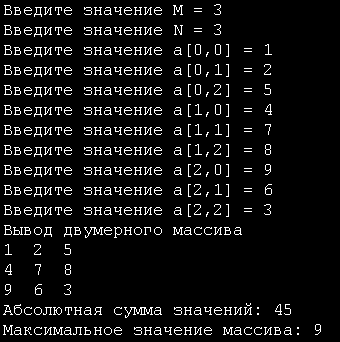 Введите значение M = 3
Введите значение N = 3
Введите значение a[0,0] = 1
Введите значение a[0,1] = 2
Введите значение a[0,2] = 5
Введите значение a[1,0] = 4
Введите значение a[1,1] = 7
Введите значение a[1,2] = 8
Введите значение a[2,0] = 9
Введите значение a[2,1] = 6
Введите значение a[2,2] = 3
Вывод двумерного массива
1 2 5
4 7 8
9 6 3
Абсолютная сумма значений: 45
Максимальное значение массива: 9